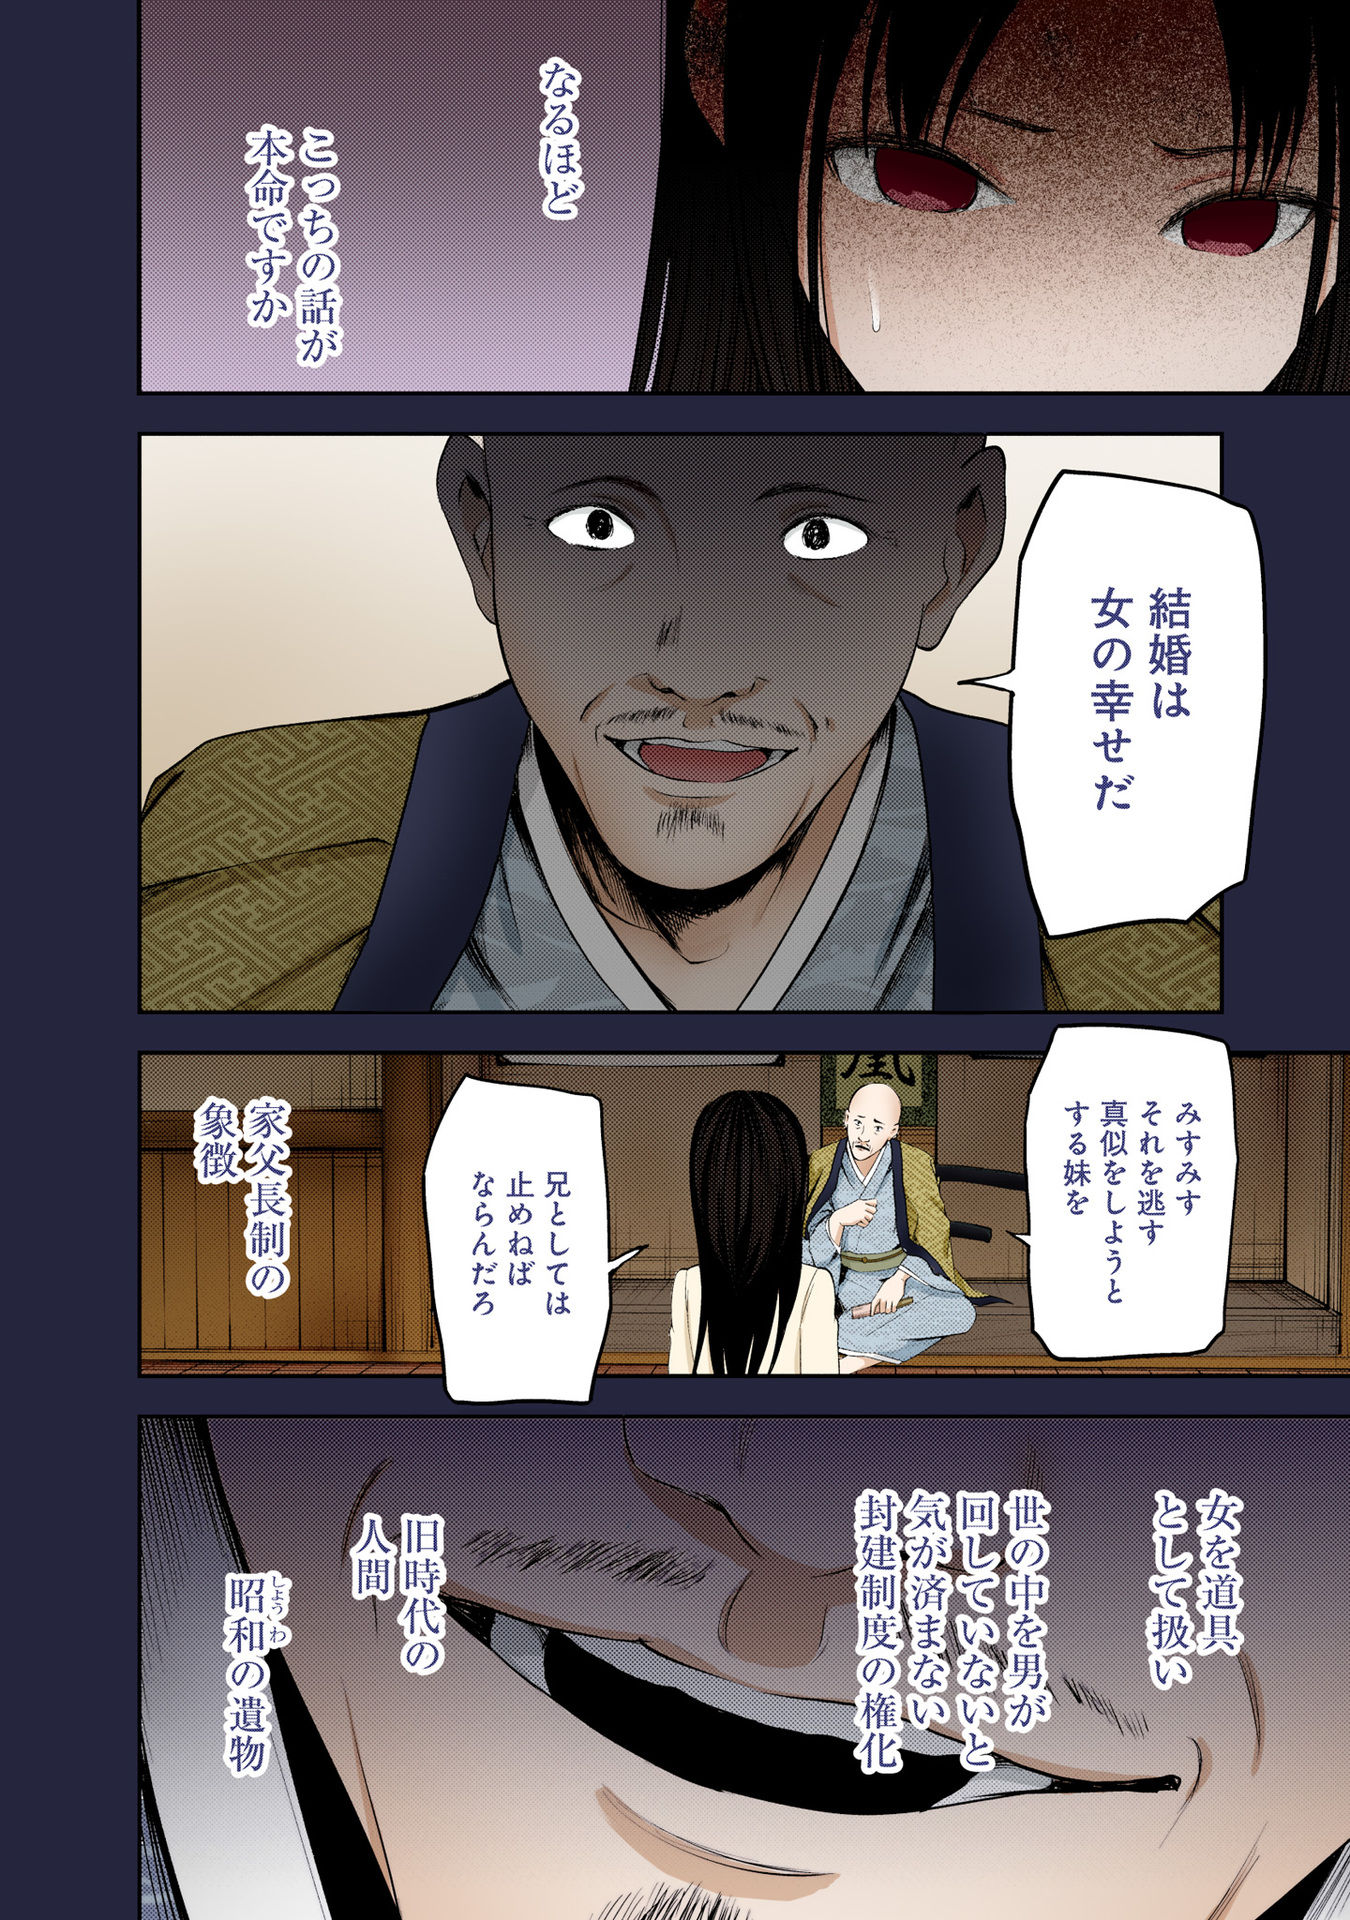 なるほど
こっちの話が
本命ですか
結婚は
女の幸せだ
みすみす
それを逃す
真似をしようと
する妹を
凰
兄としては
止めねば
ならんだろ
家父長制の
象徴
女を道具
として扱い
世の中を男が
回していないと
気が済まない
封建制度の権化
旧時代の
人間
昭和の遺物
しょうわ